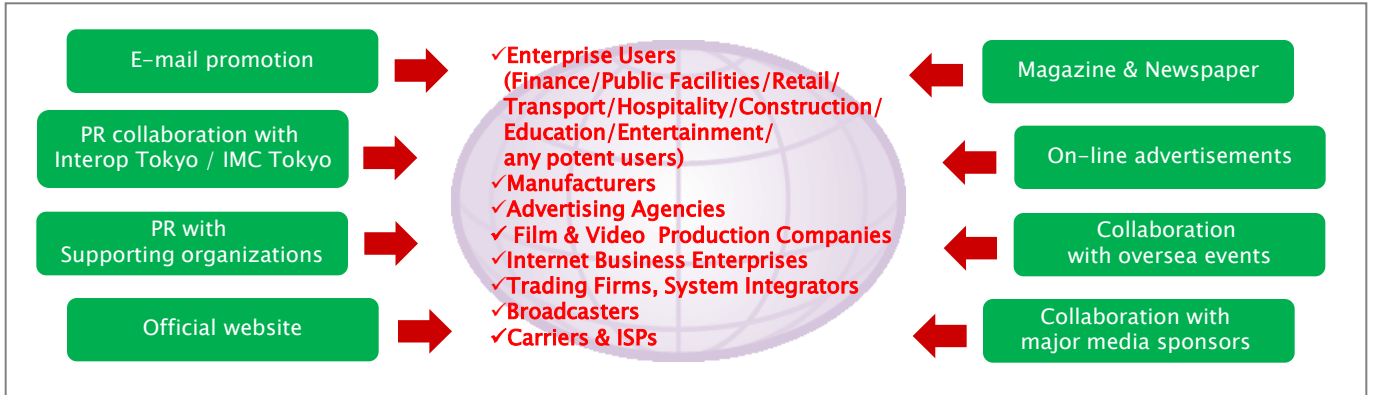 E-mail promotion
PR collaboration with
Interop Tokyo / IMC Tokyo
PR with
Supporting organizations
Official website
✓Enterprise Users
(Finance/Public Facilities/Retail/
Transport/Hospitality/Construction/
Education/Entertainment/
any potent users)
✓Manufacturers
✓Advertising Agencies
✓ Film & Video Production Companies
✓Internet Business Enterprises
✓Trading Firms, System Integrators
✓Broadcasters
✓Carriers & ISPs
Magazine & Newspaper
On-line advertisements
Collaboration
with oversea events
Collaboration with
major media sponsors